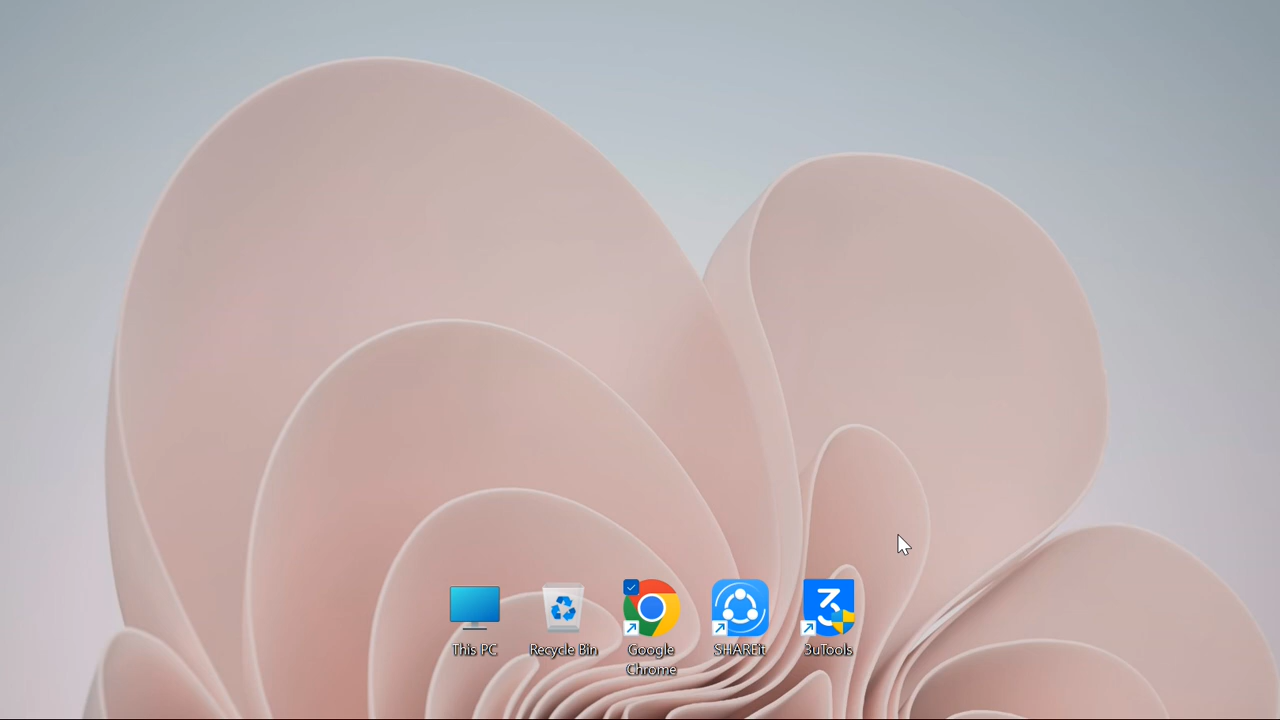 This PC
Recycle Bin
Google
Chrome
SHAREit
3uTools